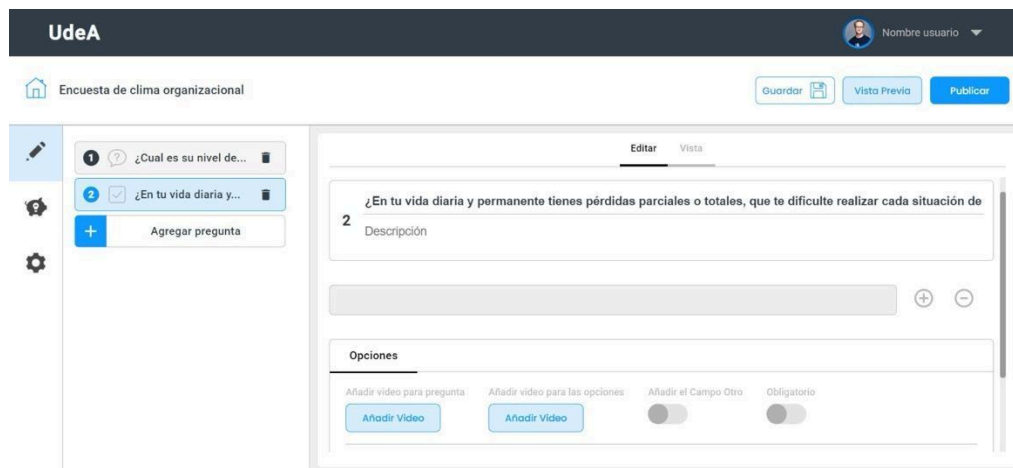 UdeA
Nombre usuario
Encuesta de clima organizacional
Guardar
Vista Previa
Publicar
1 ? ¿Cual es su nivel de...
2 ¿En tu vida diaria y...
+ Agregar pregunta
Editar Vista
2
¿En tu vida diaria y permanente tienes pérdidas parciales o totales, que te dificulte realizar cada situación de
Descripción
Opciones
Añadir video para pregunta Añadir video para las opciones Añadir el Campo Otro Obligatorio
Añadir Video Añadir Video